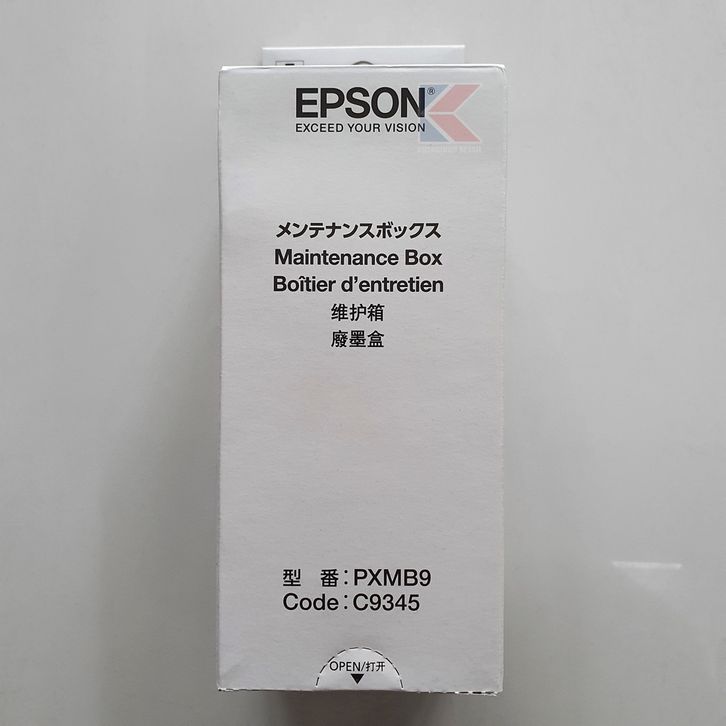 EPSON®
EXCEED YOUR VISION
メンテナンスボックス
Maintenance Box
Boîtier d'entretien
维护箱
廢墨盒
型 番:PXMB9
Code:C9345
OPEN/打开